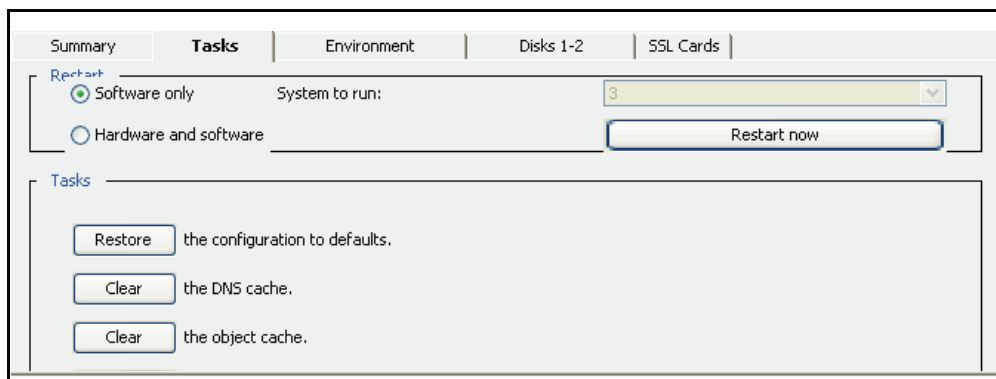 Summary Tasks Environment Disks 1-2 SSL Cards
Restart
Software only System to run: 3
Hardware and software Restart now
Tasks
Restore the configuration to defaults.
Clear the DNS cache.
Clear the object cache.